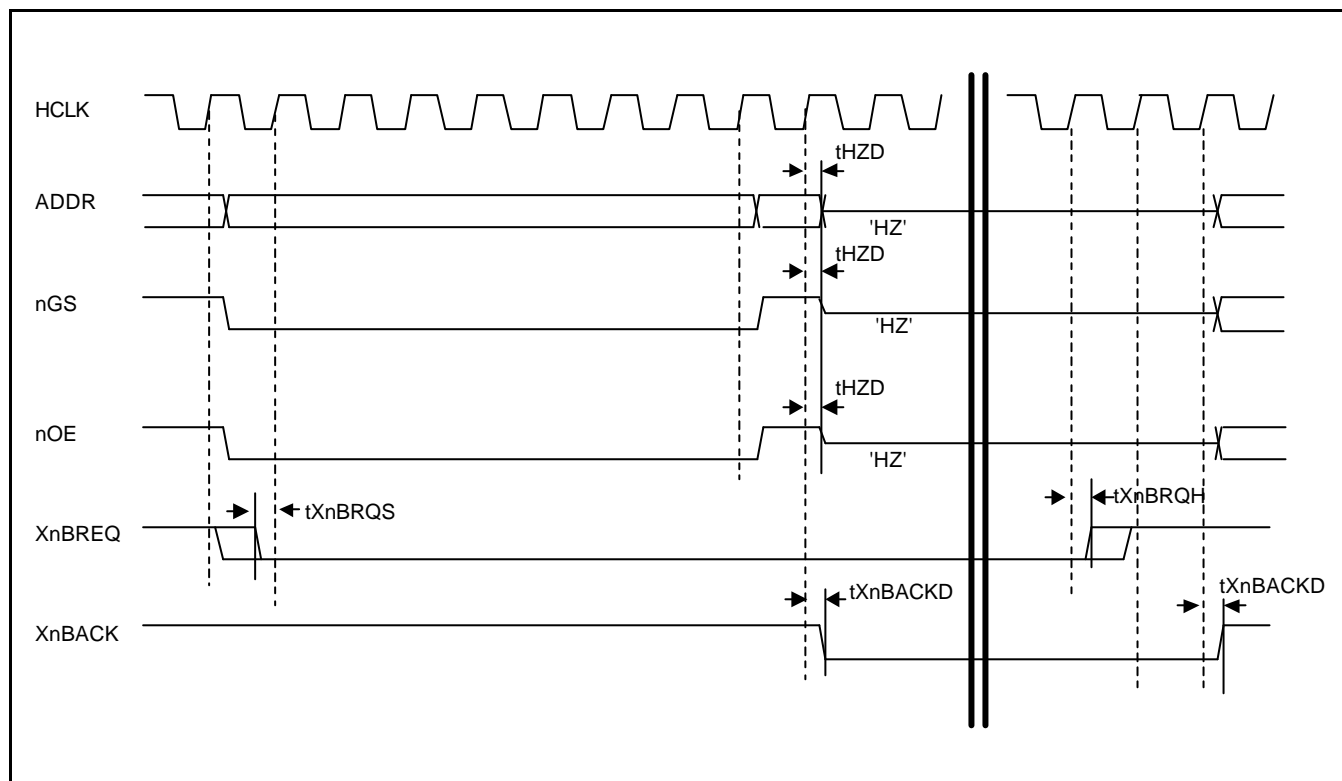 HCLK
tHZD
ADDR
'HZ'
tHZD
nGS
'HZ'
tHZD
nOE
'HZ'
tXnBRQS
tXnBRQH
XnBREQ
tXnBACKD
tXnBACKD
XnBACK